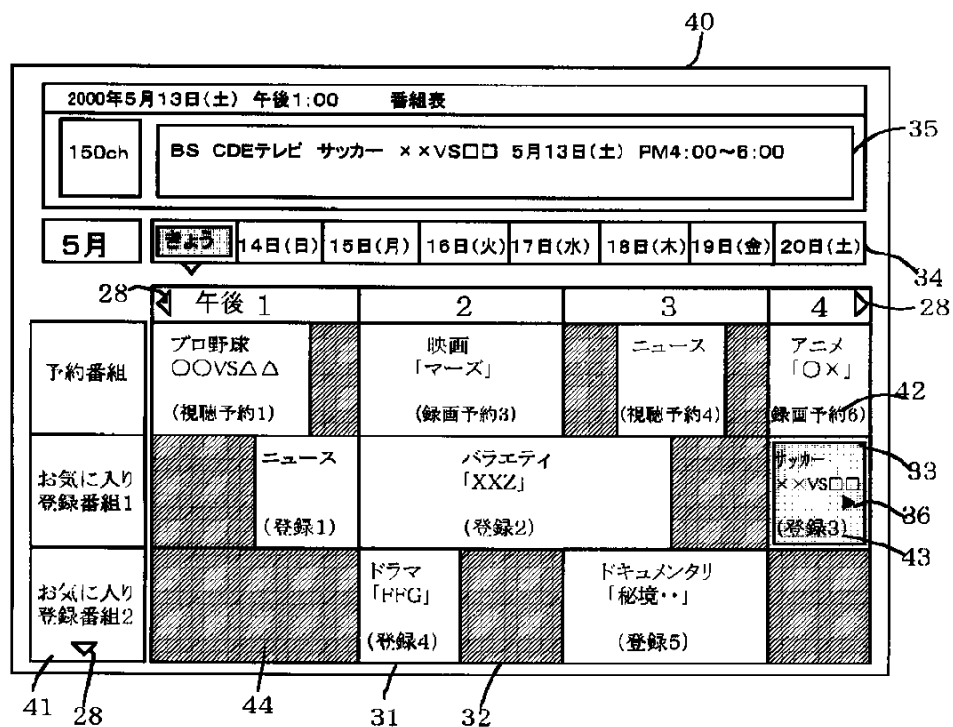 40
2000年5月13日(土) 午後1:00 番組表
35
150ch BS CDEテレビ サッカー ××VS□□ 5月13日(土) PM4:00～6:00
5月 きょう 14日(日) 15日(月) 16日(火) 17日(水) 18日(木) 19日(金) 20日(土)
34
28 午後 1 2 3 4 28
予約番組
プロ野球
○○VS△△
(視聴予約1)
映画
「マーズ」
(録画予約3)
ニュース
(視聴予約4)
アニメ
「○×」
(録画予約6)
42
お気に入り
登録番組1
ニュース
(登録1)
バラエティ
「XXZ」
(登録2)
サッカー
××VS□□
(登録3)
33
36
43
お気に入り
登録番組2
ドラマ
「FFG」
(登録4)
ドキュメンタリ
「秘境・・」
(登録5)
41 28 44 31 32